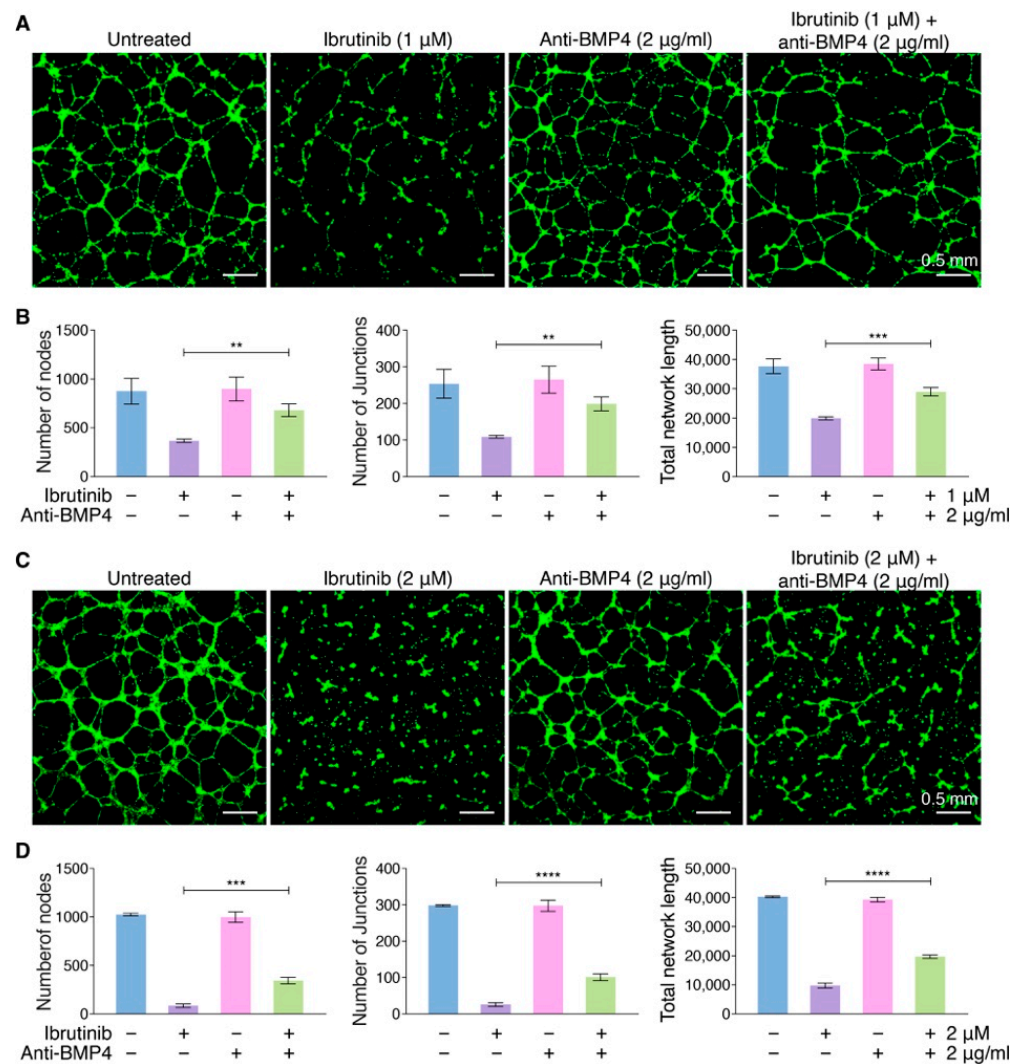 A
Untreated
Ibrutinib (1 μM)
Anti-BMP4 (2 μg/ml)
Ibrutinib (1 μM) +
anti-BMP4 (2 μg/ml)
0.5 mm
B
Number of nodes
1500
1000
500
0
**
Number of Junctions
400
300
200
100
0
**
Total network length
50,000
40,000
30,000
20,000
10,000
0
***
Ibrutinib − + − + − + − + − + − + 1 μM
Anti-BMP4 − − + + − − + + − − + + 2 μg/ml
C
Untreated
Ibrutinib (2 μM)
Anti-BMP4 (2 μg/ml)
Ibrutinib (2 μM) +
anti-BMP4 (2 μg/ml)
0.5 mm
D
Numberof nodes
1500
1000
500
0
***
Number of Junctions
400
300
200
100
0
****
Total network length
50,000
40,000
30,000
20,000
10,000
0
****
Ibrutinib − + − + − + − + − + − + 2 μM
Anti-BMP4 − − + + − − + + − − + + 2 μg/ml